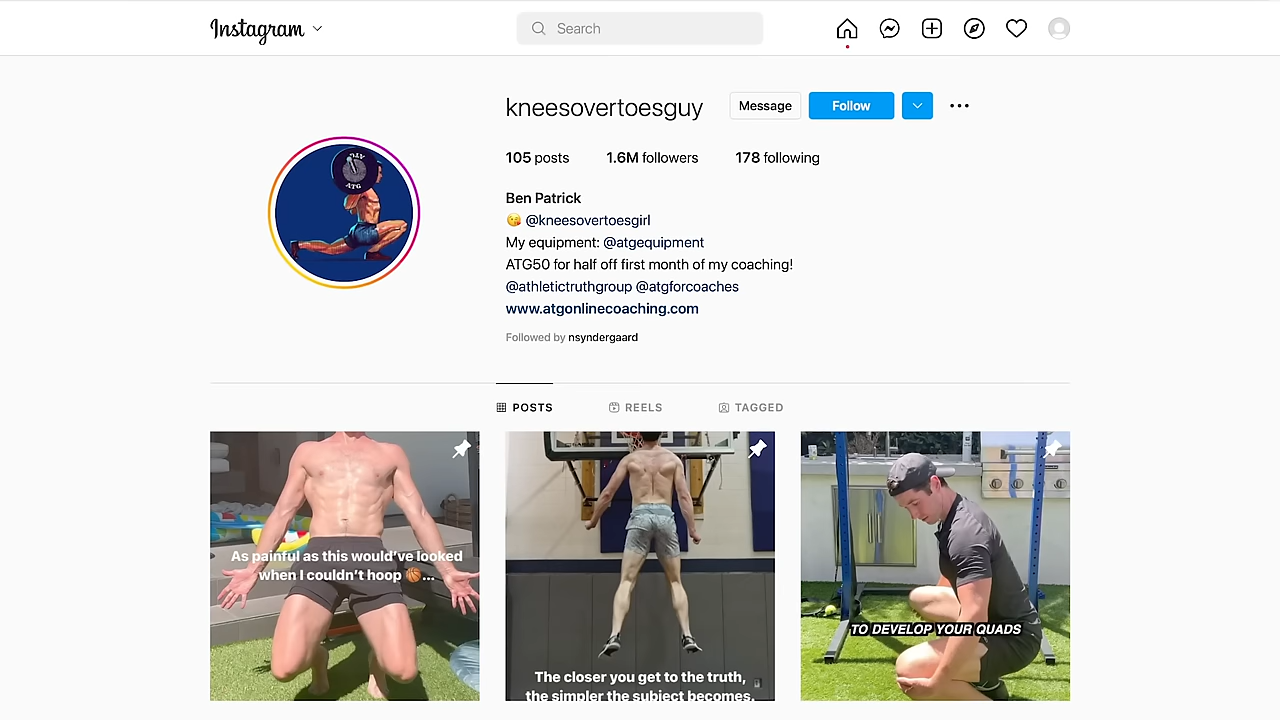 Instagram
Search
kneesovertoesguy
Message
Follow
105 posts
1.6M followers
178 following
Ben Patrick
😘 @kneesovertoesgirl
My equipment: @atgequipment
ATG50 for half off first month of my coaching!
@athletictruthgroup @atgforcoaches
www.atgonlinecoaching.com
Followed by nsyndergaard
ATG
ATG
POSTS
REELS
TAGGED
As painful as this would've looked
when I couldn't hoop 🏀...
The closer you get to the truth,
the simpler the subject becomes.
TO DEVELOP YOUR QUADS